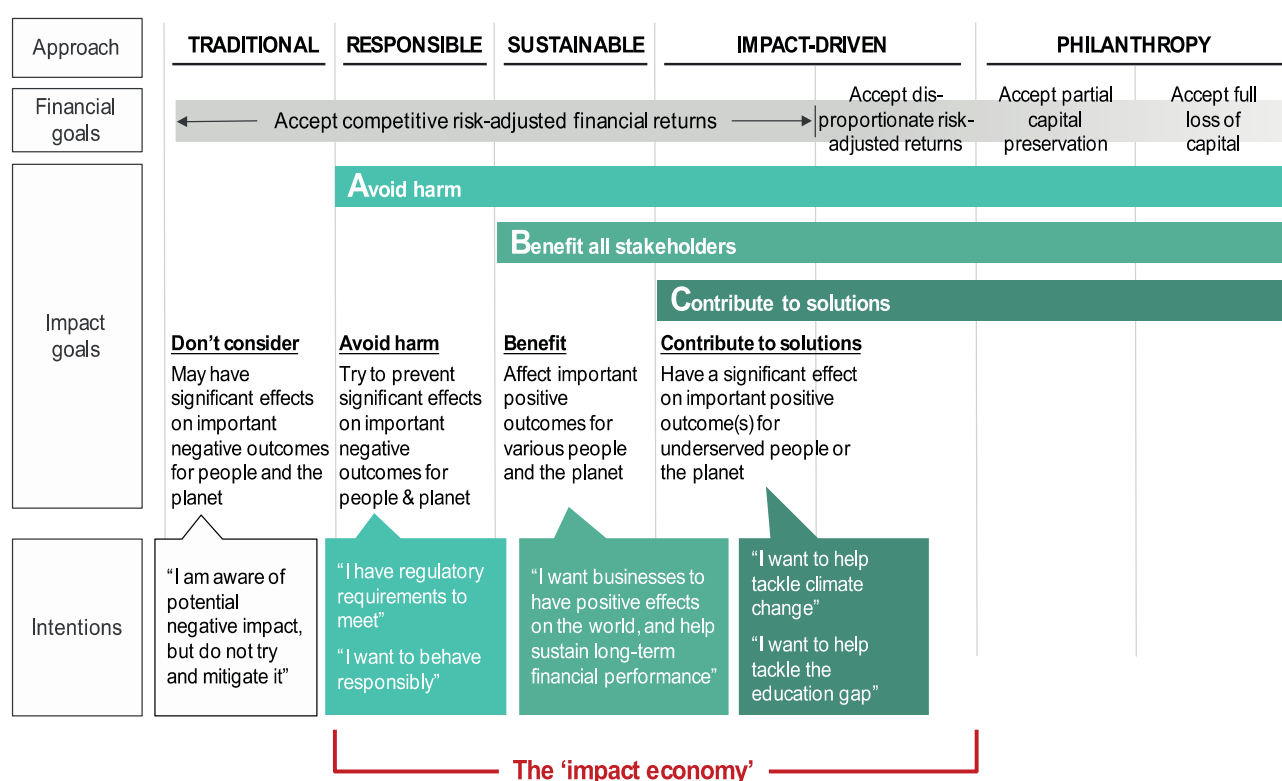 Approach
TRADITIONAL
RESPONSIBLE
SUSTAINABLE
IMPACT-DRIVEN
PHILANTHROPY
Financial
goals
Accept competitive risk-adjusted financial returns
Accept dis-
proportionate risk-
adjusted returns
Accept partial
capital
preservation
Accept full
loss of
capital
Impact
goals
Avoid harm
Benefit all stakeholders
Contribute to solutions
Don’t consider
May have
significant effects
on important
negative outcomes
for people and the
planet
Avoid harm
Try to prevent
significant effects
on important
negative
outcomes for
people & planet
Benefit
Affect important
positive
outcomes for
various people
and the planet
Contribute to solutions
Have a significant effect
on important positive
outcome(s) for
underserved people or
the planet
Intentions
“I am aware of
potential
negative impact,
but do not try
and mitigate it”
“I have regulatory
requirements to
meet”
“I want to behave
responsibly”
“I want businesses to
have positive effects
on the world, and help
sustain long-term
financial performance”
“I want to help
tackle climate
change”
“I want to help
tackle the
education gap”
The ‘impact economy’